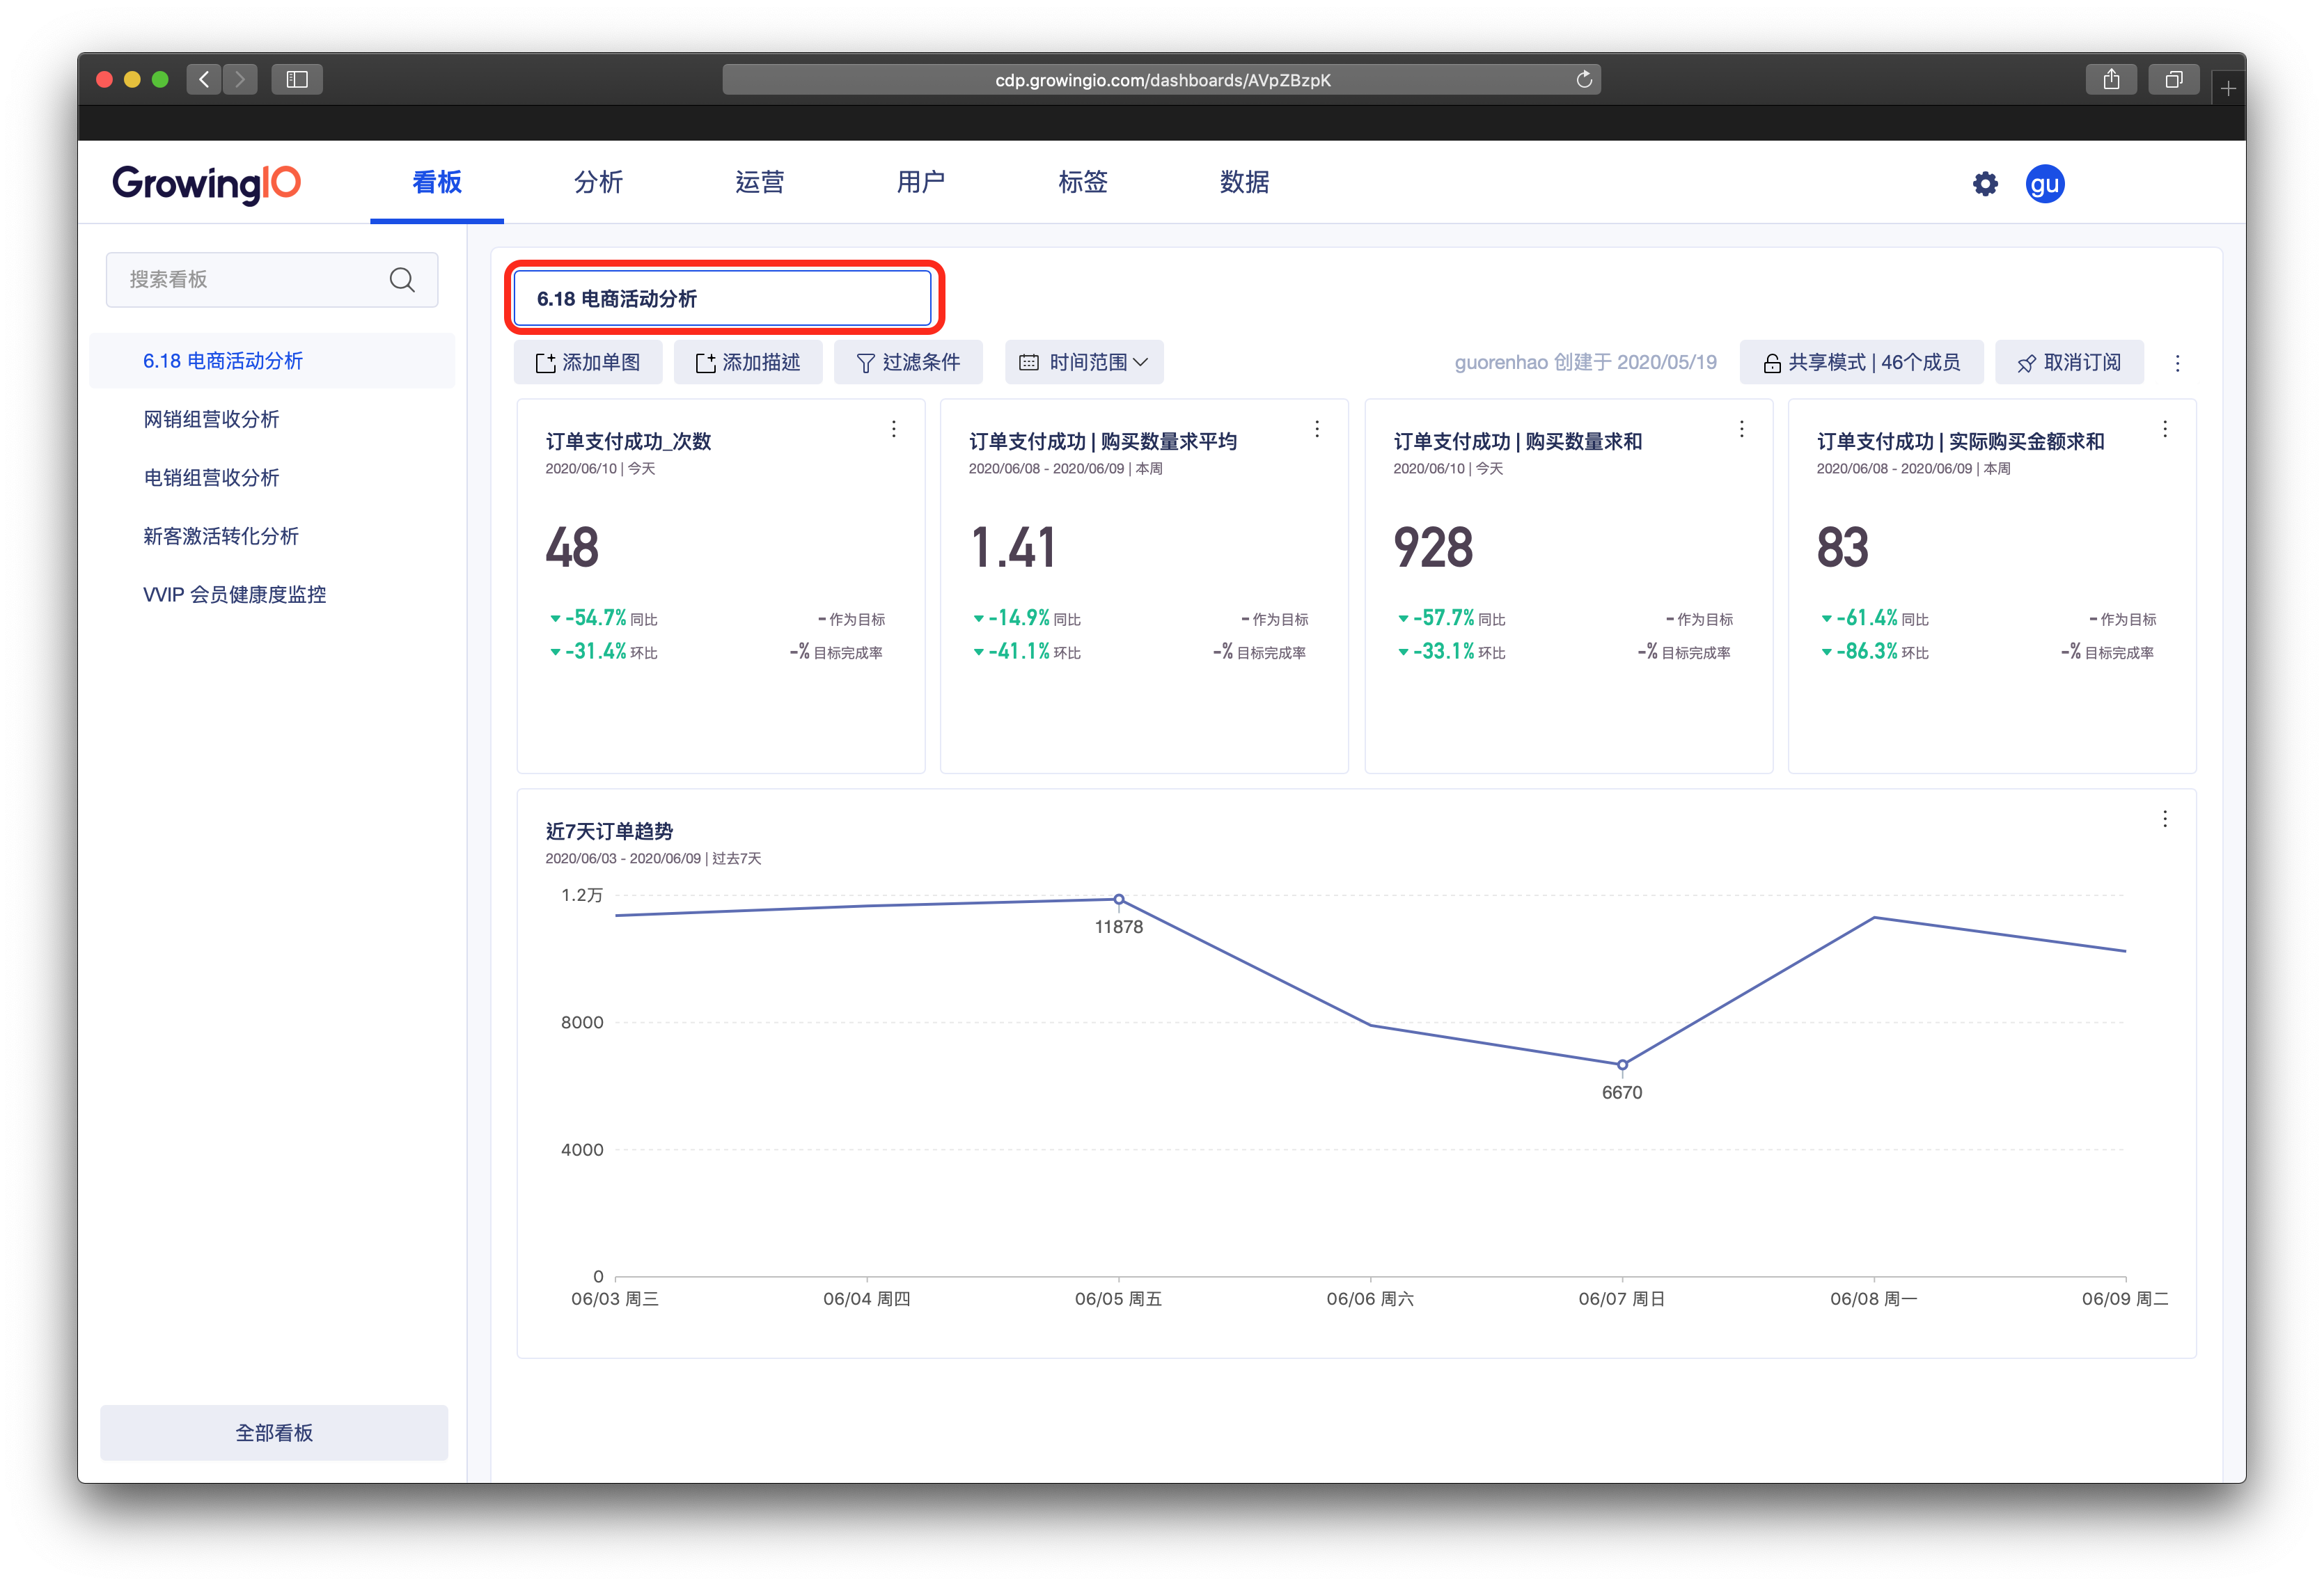 cdp.growingio.com/dashboards/AVpZBzpK
GrowingIO 看板 分析 运营 用户 标签 数据 gu
搜索看板
6.18 电商活动分析
网销组营收分析
电销组营收分析
新客激活转化分析
VVIP 会员健康度监控
全部看板
6.18 电商活动分析
添加单图 添加描述 过滤条件 时间范围 guorenhao 创建于 2020/05/19 共享模式 | 46个成员 取消订阅
订单支付成功_次数
2020/06/10 | 今天
48
-54.7% 同比 - 作为目标
-31.4% 环比 -% 目标完成率
订单支付成功 | 购买数量求平均
2020/06/08 - 2020/06/09 | 本周
1.41
-14.9% 同比 - 作为目标
-41.1% 环比 -% 目标完成率
订单支付成功 | 购买数量求和
2020/06/10 | 今天
928
-57.7% 同比 - 作为目标
-33.1% 环比 -% 目标完成率
订单支付成功 | 实际购买金额求和
2020/06/08 - 2020/06/09 | 本周
83
-61.4% 同比 - 作为目标
-86.3% 环比 -% 目标完成率
近7天订单趋势
2020/06/03 - 2020/06/09 | 过去7天
1.2万
11878
8000
6670
4000
0
06/03 周三 06/04 周四 06/05 周五 06/06 周六 06/07 周日 06/08 周一 06/09 周二